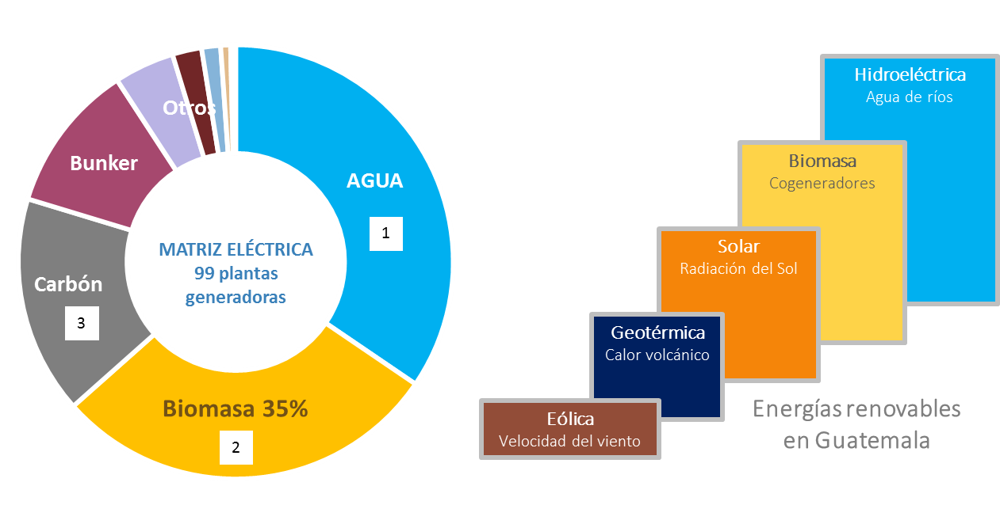 AGUA
1
Biomasa 35%
2
Carbón
3
Bunker
Otros
MATRIZ ELÉCTRICA
99 plantas
generadoras
Hidroeléctrica
Agua de ríos
Biomasa
Cogeneradores
Solar
Radiación del Sol
Geotérmica
Calor volcánico
Eólica
Velocidad del viento
Energías renovables
en Guatemala